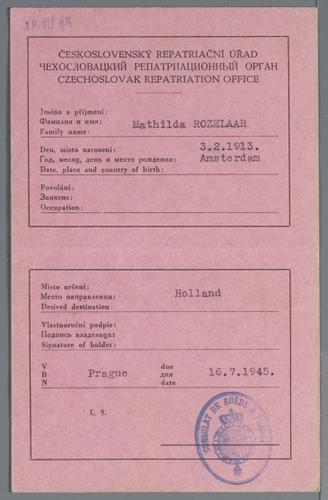 ČESKOSLOVENSKÝ REPATRIAČNÍ ÚŘAD
ЧЕХОСЛОВАЦКИЙ РЕПАТРИАЦИОННЫЙ ОРГАН
CZECHOSLOVAK REPATRIATION OFFICE
Jméno a příjmení:
Фамилия и имя:
Family name:
Mathilda ROZELAAR
Den, místo narození:
3.2.1913.
Год, месяц, день и место рождения:
Amsterdam
Date, place and country of birth:
Povolání:
Занятие:
Occupation:
Místo určení:
Место направления:
Desired destination:
Holland
Vlastnoruční podpis:
Подпись владельца:
Signature of holder:
V
В
N
Prague
dne
дня
date
16.7.1945.
L. S.
CONSULAT DE SUÈDE